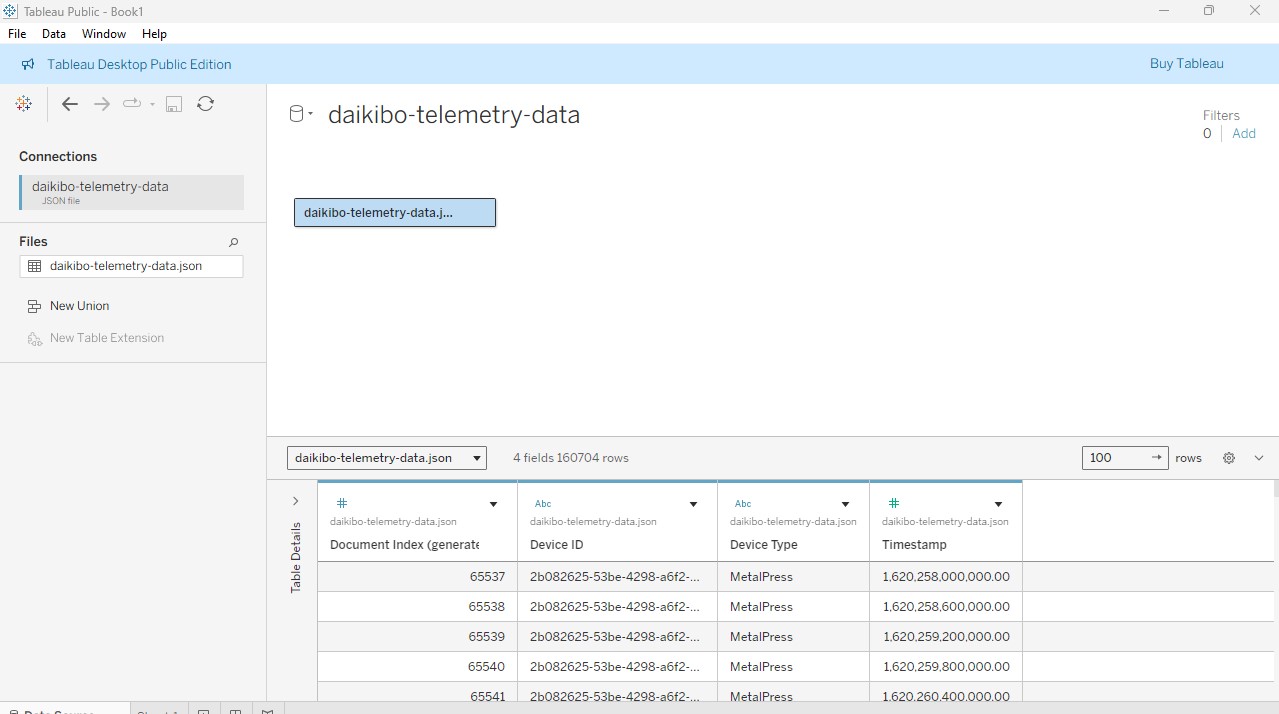 Tableau Public - Book1
File Data Window Help
Tableau Desktop Public Edition
Buy Tableau
Connections
daikibo-telemetry-data
JSON file
Files
daikibo-telemetry-data.json
New Union
New Table Extension
daikibo-telemetry-data
Filters
0 Add
daikibo-telemetry-data.j...
daikibo-telemetry-data.json 4 fields 160704 rows 100 rows
Table Details
# Abc Abc #
daikibo-telemetry-data.json daikibo-telemetry-data.json daikibo-telemetry-data.json daikibo-telemetry-data.json
Document Index (generate Device ID Device Type Timestamp
65537 2b082625-53be-4298-a6f2-... MetalPress 1,620,258,000,000.00
65538 2b082625-53be-4298-a6f2-... MetalPress 1,620,258,600,000.00
65539 2b082625-53be-4298-a6f2-... MetalPress 1,620,259,200,000.00
65540 2b082625-53be-4298-a6f2-... MetalPress 1,620,259,800,000.00
65541 2b082625-53be-4298-a6f2-... MetalPress 1,620,260,400,000.00
Data Source Sheet 1